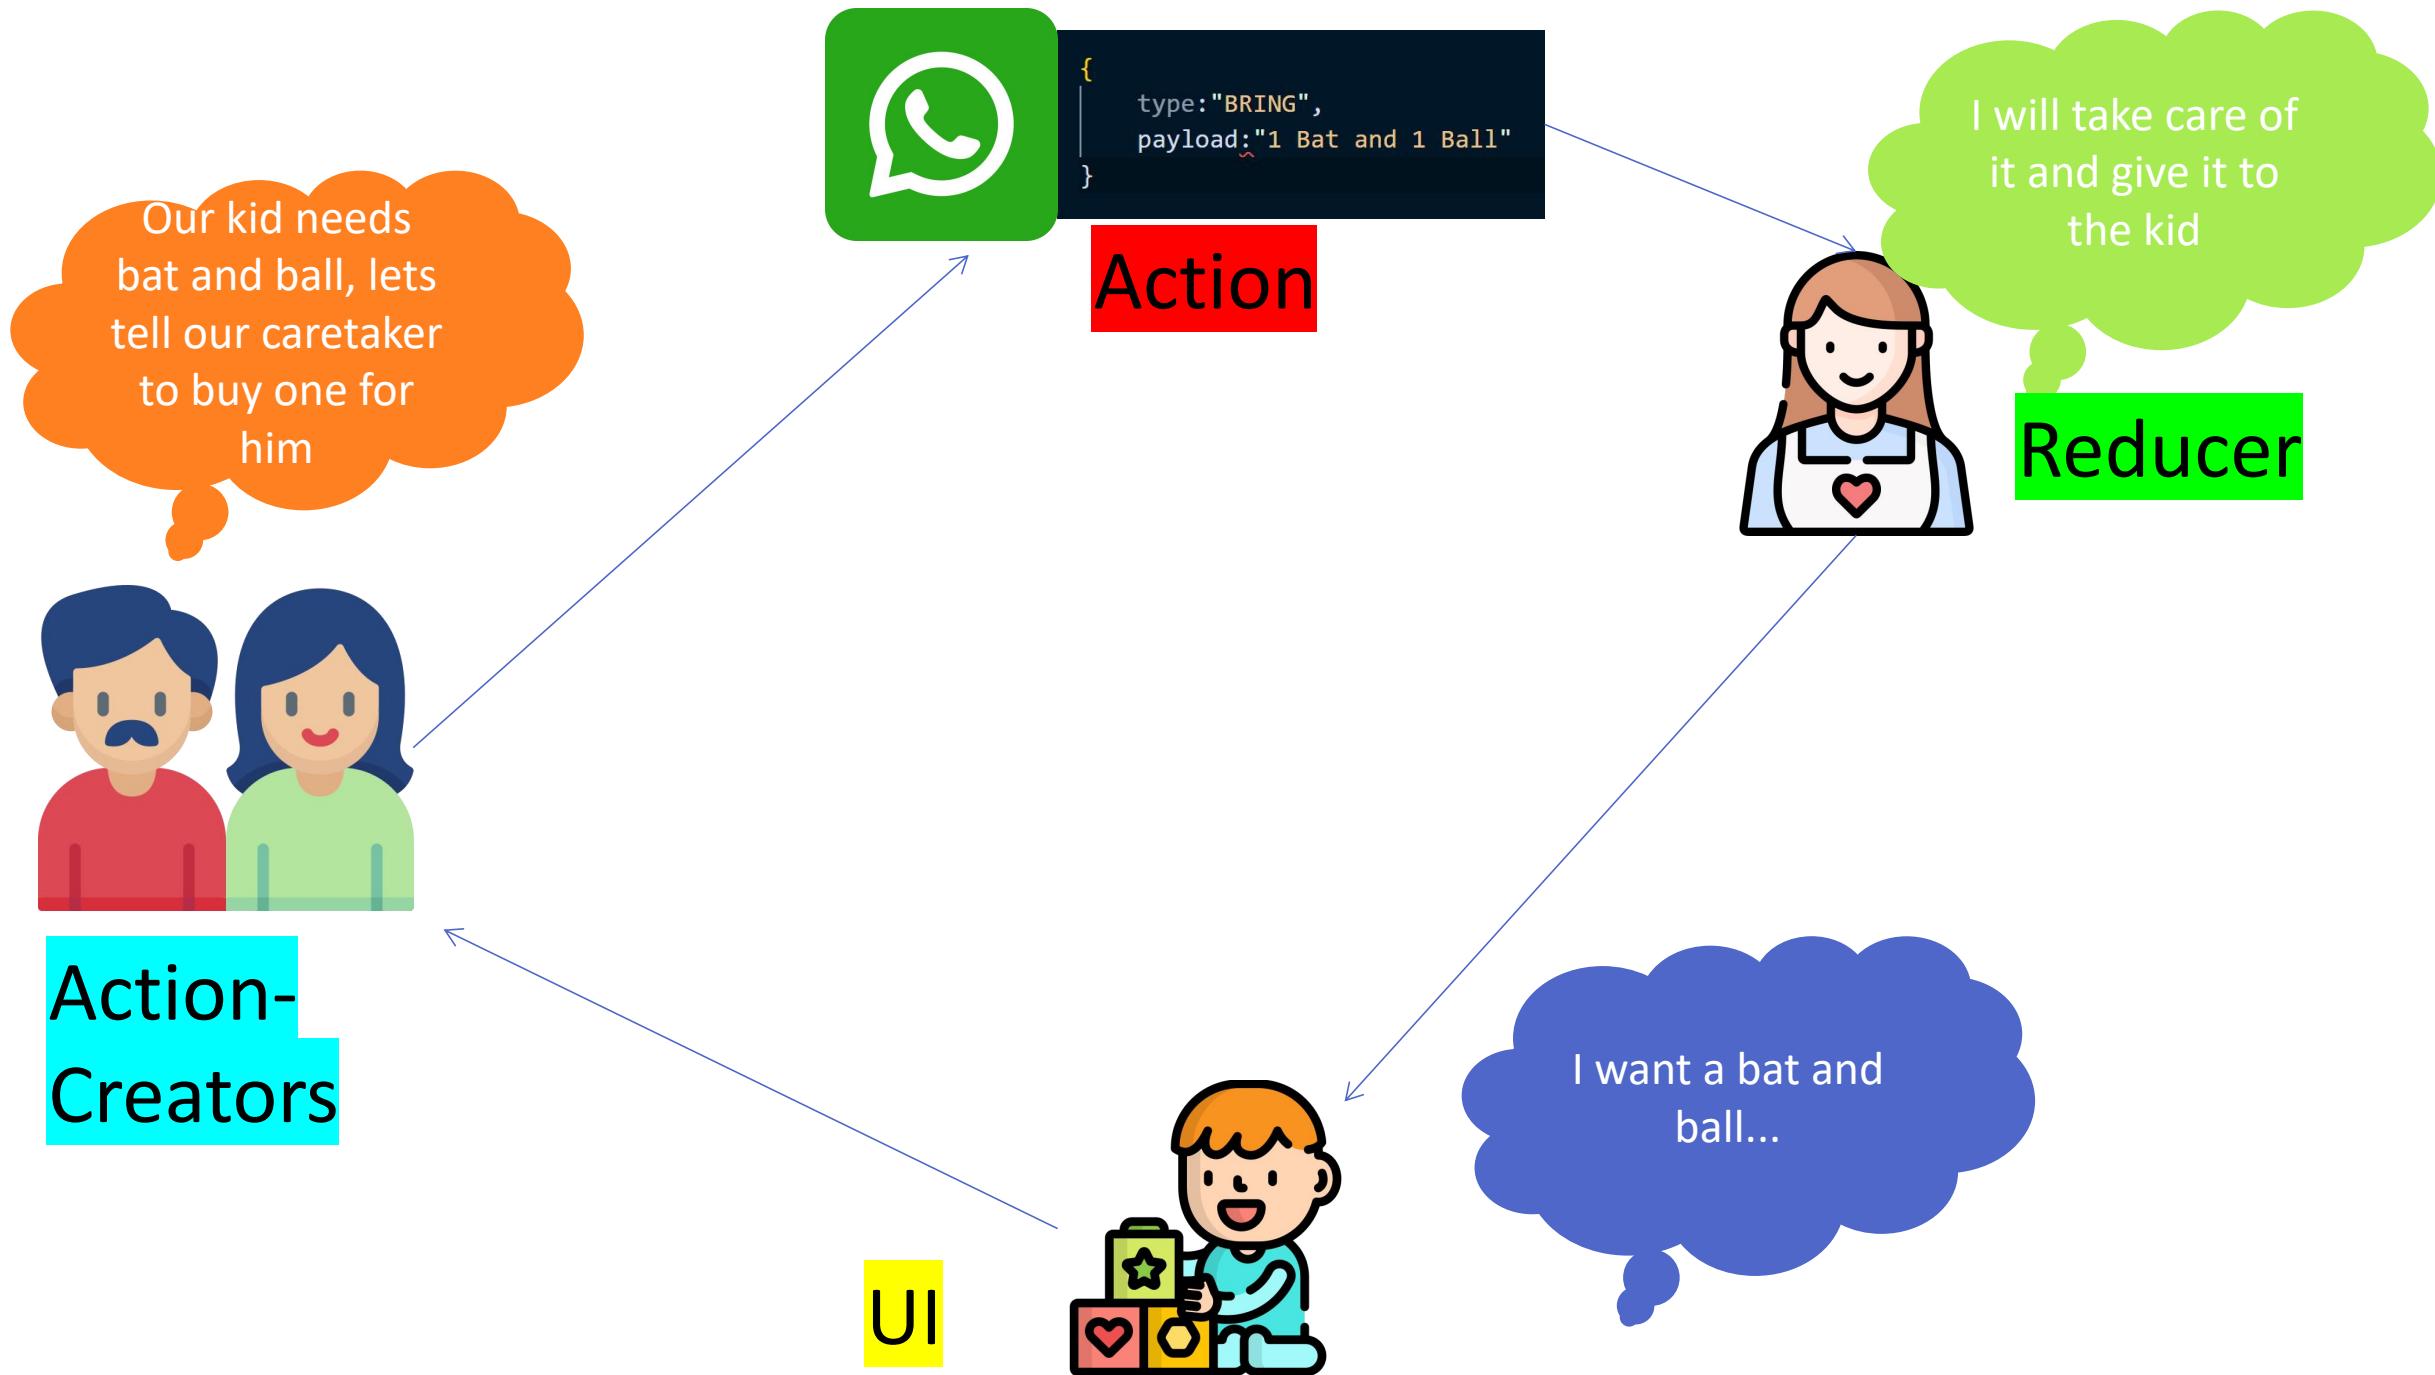 {
type:"BRING",
payload:"1 Bat and 1 Ball"
}
Action
I will take care of
it and give it to
the kid
Reducer
Our kid needs
bat and ball, lets
tell our caretaker
to buy one for
him
Action-
Creators
I want a bat and
ball...
UI